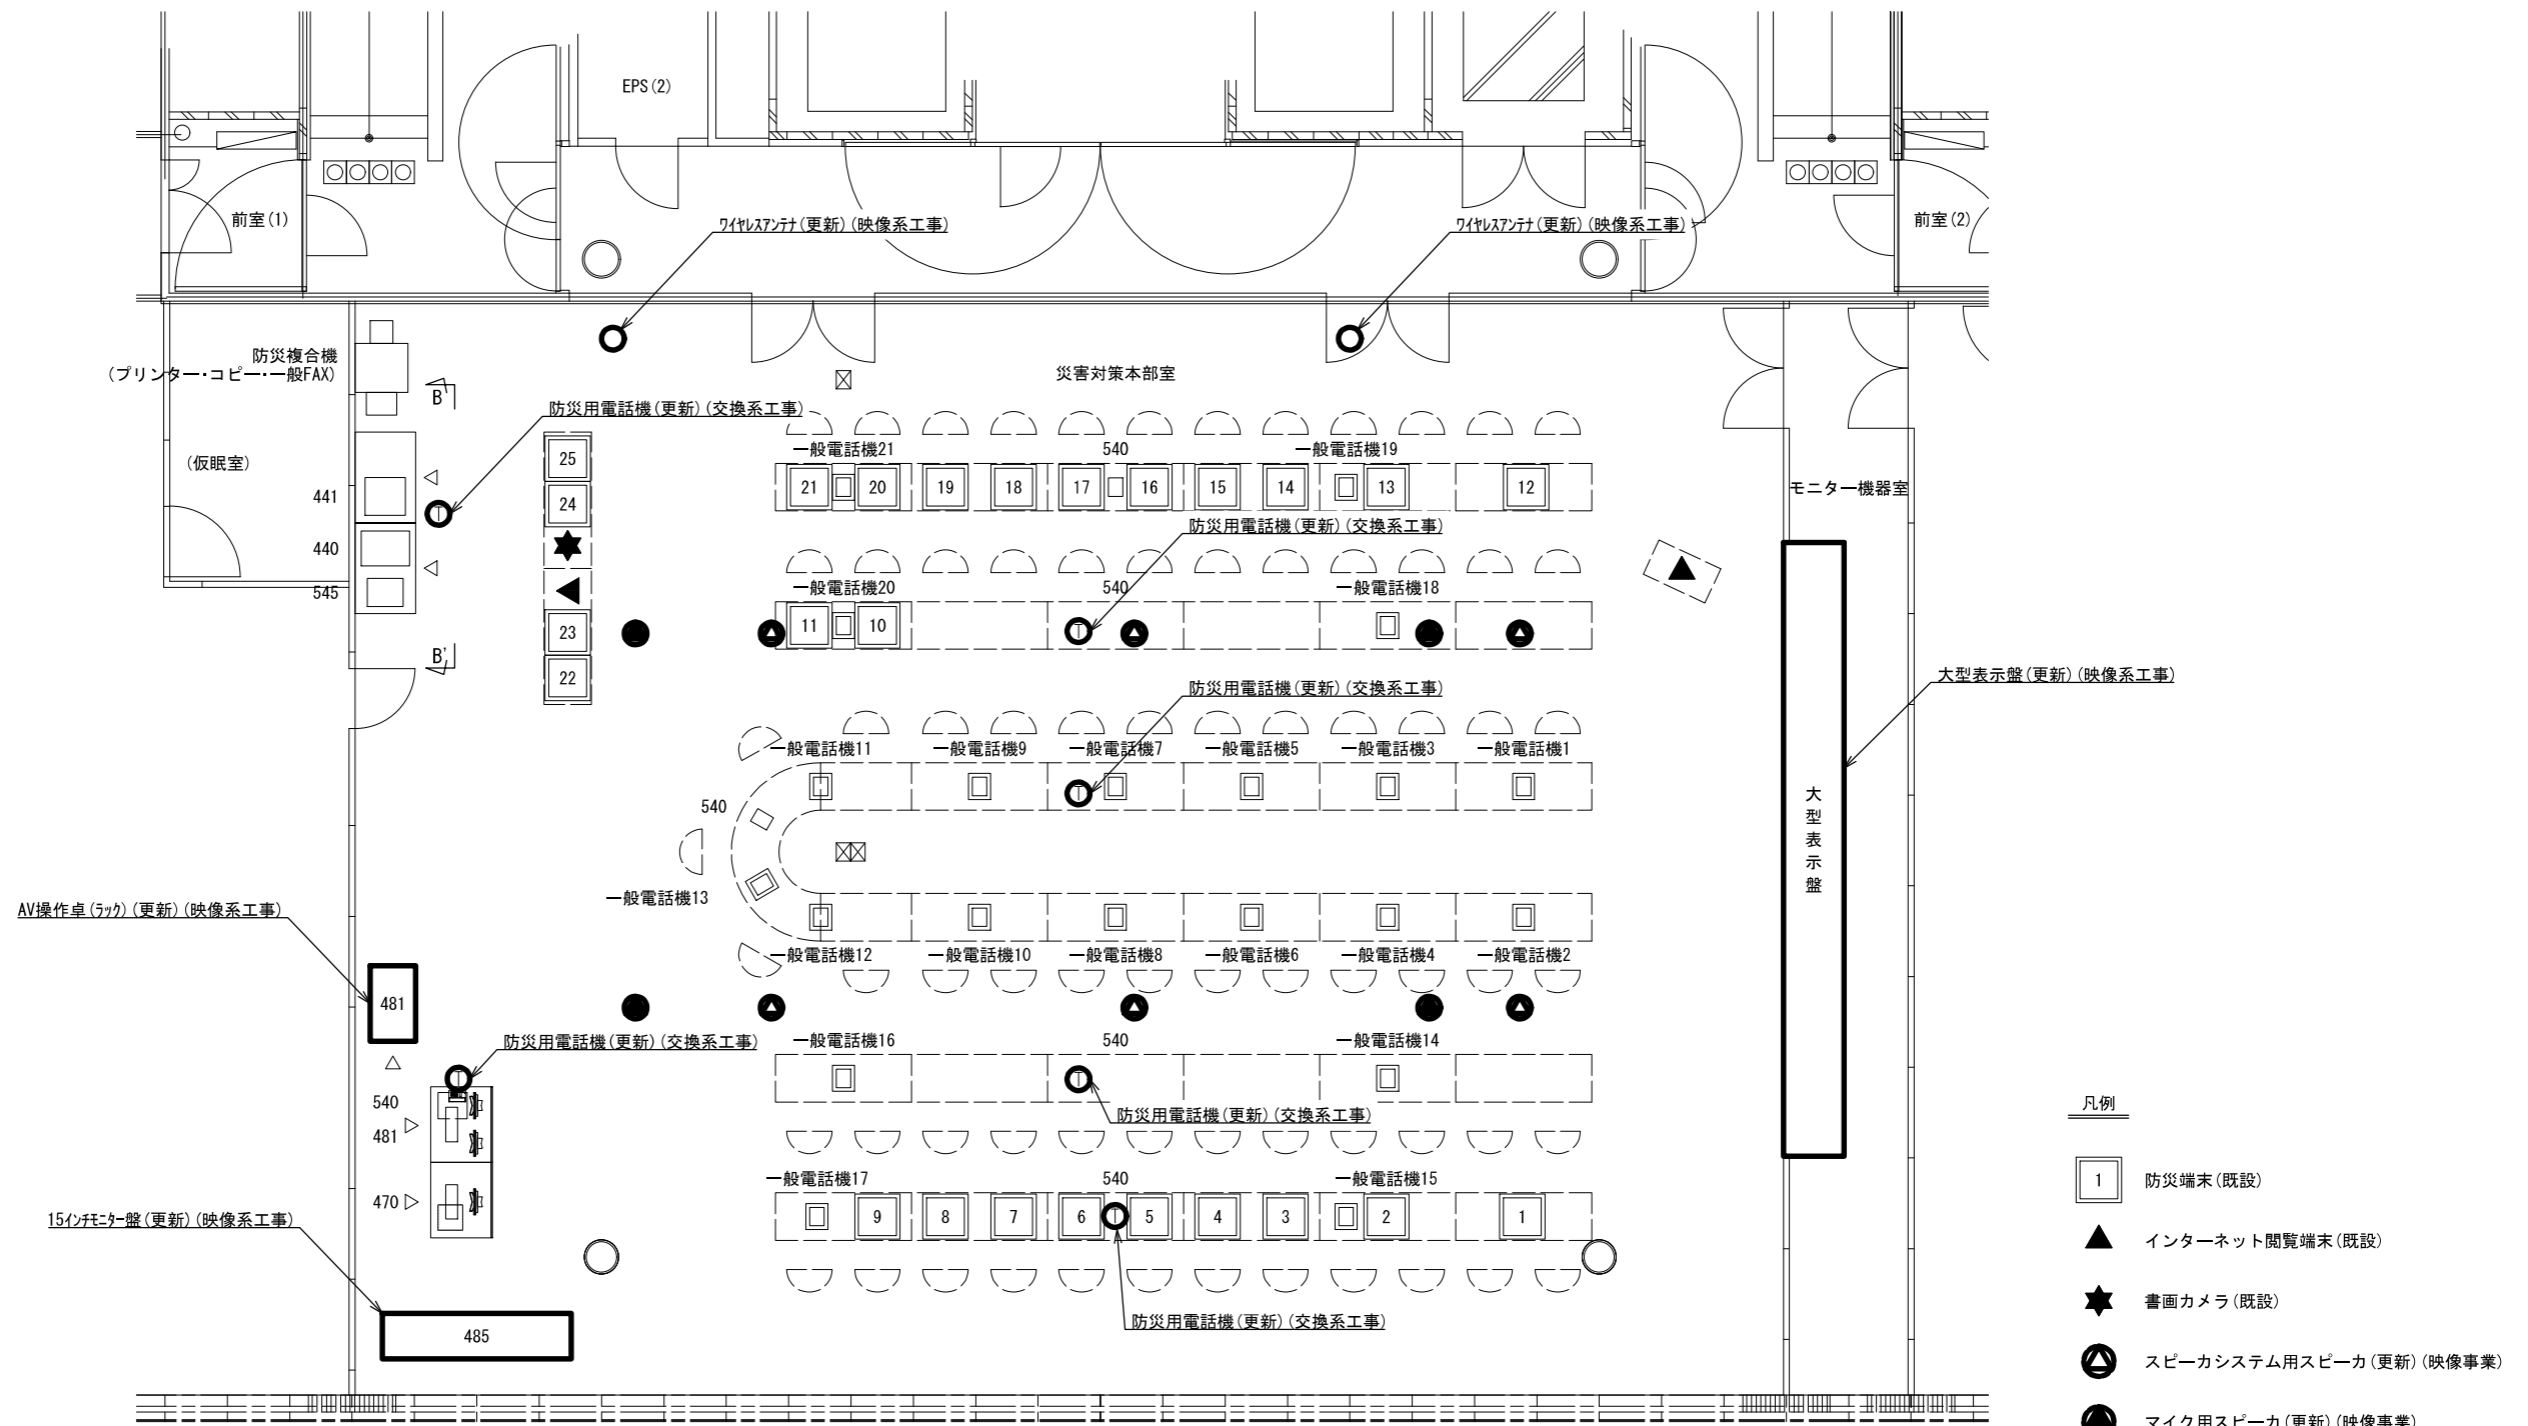 EPS(2)
前室(1)
ﾜｲﾔﾚｽｱﾝﾃﾅ(更新)(映像系工事)
ﾜｲﾔﾚｽｱﾝﾃﾅ(更新)(映像系工事)
前室(2)
防災複合機
(プリンター・コピー・一般FAX)
災害対策本部室
B
防災用電話機(更新)(交換系工事)
(仮眠室)
441
440
545
B'
25
24
23
22
一般電話機21
540
一般電話機19
21
20
19
18
17
16
15
14
13
12
モニター機器室
防災用電話機(更新)(交換系工事)
一般電話機20
540
一般電話機18
11
10
防災用電話機(更新)(交換系工事)
大型表示盤(更新)(映像系工事)
一般電話機11
一般電話機9
一般電話機7
一般電話機5
一般電話機3
一般電話機1
540
大型表示盤
一般電話機13
AV操作卓(ﾗｯｸ)(更新)(映像系工事)
一般電話機12
一般電話機10
一般電話機8
一般電話機6
一般電話機4
一般電話機2
481
防災用電話機(更新)(交換系工事)
一般電話機16
540
一般電話機14
540
481
470
防災用電話機(更新)(交換系工事)
一般電話機17
540
一般電話機15
9
8
7
6
5
4
3
2
1
15ｲﾝﾁﾓﾆﾀｰ盤(更新)(映像系工事)
485
防災用電話機(更新)(交換系工事)
凡例
1
防災端末(既設)
インターネット閲覧端末(既設)
書画カメラ(既設)
スピーカシステム用スピーカ(更新)(映像事業)
マイク用スピーカ(更新)(映像事業)